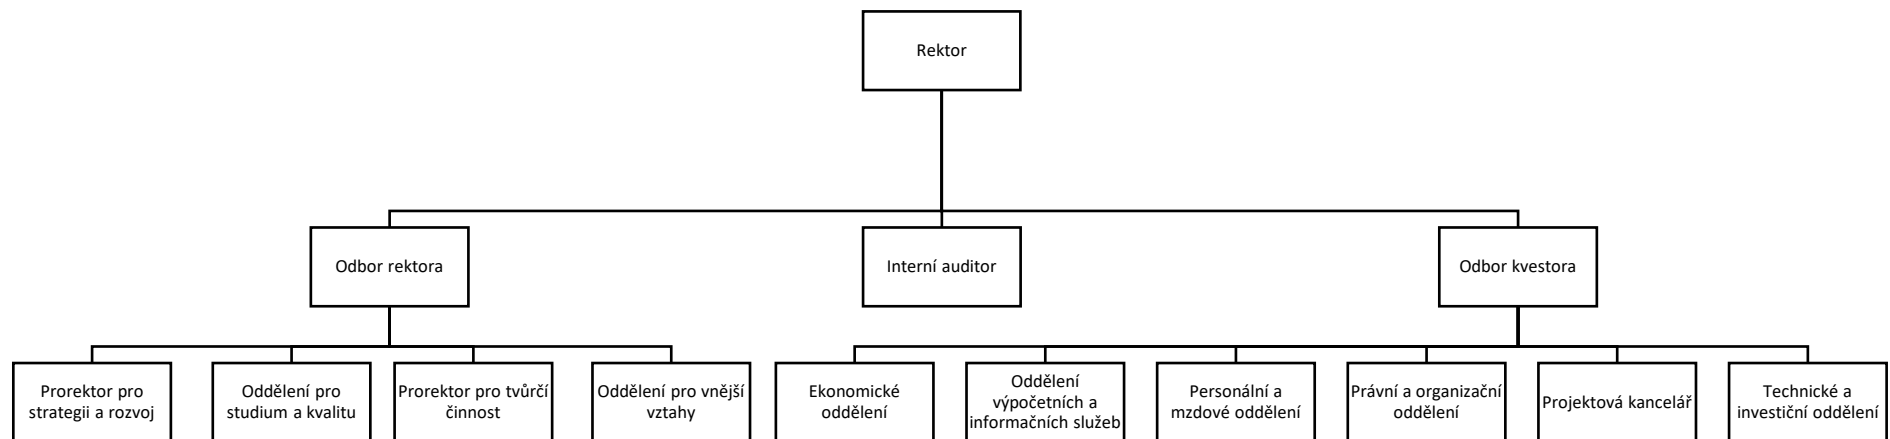 Rektor
Odbor rektora
Interní auditor
Odbor kvestora
Prorektor pro
strategii a rozvoj
Oddělení pro
studium a kvalitu
Prorektor pro tvůrčí
činnost
Oddělení pro vnější
vztahy
Ekonomické
oddělení
Oddělení
výpočetních a
informačních služeb
Personální a
mzdové oddělení
Právní a organizační
oddělení
Projektová kancelář
Technické a
investiční oddělení